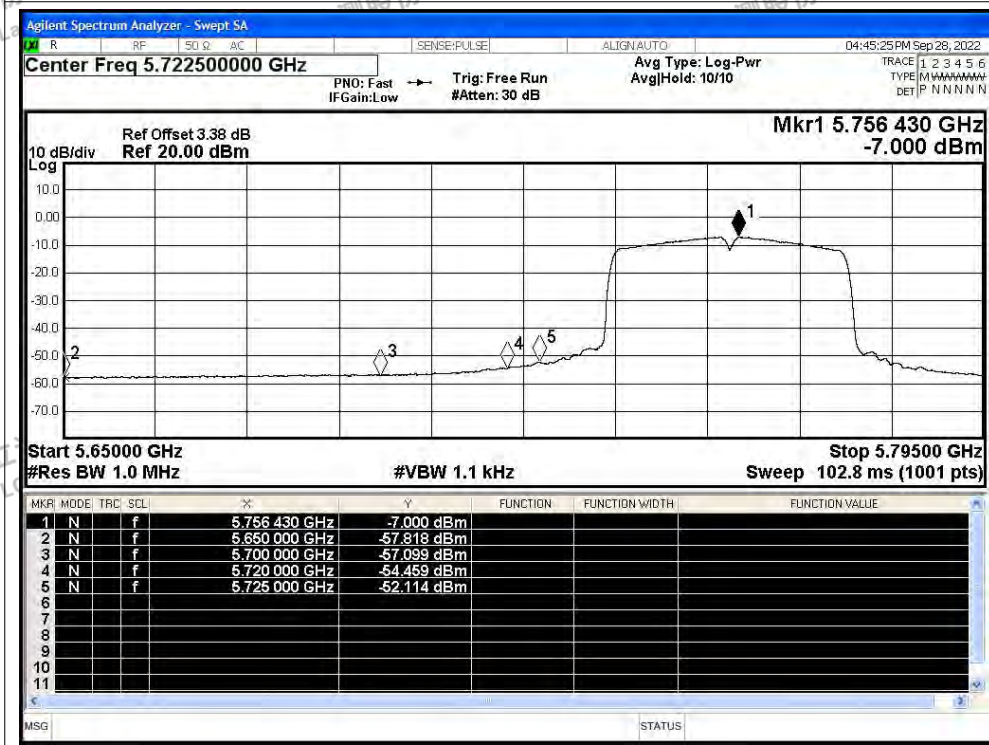 Agilent Spectrum Analyzer - Swept SA
R RF 50 Ω AC SENSE:PULSE ALIGNAUTO 04:45:25 PM Sep 28, 2022
Center Freq 5.722500000 GHz
PNO: Fast
IFGain:Low
Trig: Free Run
#Atten: 30 dB
Avg Type: Log-Pwr
Avg|Hold: 10/10
TRACE 1 2 3 4 5 6
TYPE M WWWWW
DET P N N N N N
Mkr1 5.756 430 GHz
-7.000 dBm
Ref Offset 3.38 dB
10 dB/div Ref 20.00 dBm
Log
10.0
0.00
-10.0
-20.0
-30.0
-40.0
-50.0
-60.0
-70.0
1
2
3
4
5
Start 5.65000 GHz Stop 5.79500 GHz
#Res BW 1.0 MHz #VBW 1.1 kHz Sweep 102.8 ms (1001 pts)
MKR MODE TRC SCL X Y FUNCTION FUNCTION WIDTH FUNCTION VALUE
1 N f 5.756 430 GHz -7.000 dBm
2 N f 5.650 000 GHz -57.818 dBm
3 N f 5.700 000 GHz -57.099 dBm
4 N f 5.720 000 GHz -54.459 dBm
5 N f 5.725 000 GHz -52.114 dBm
6
7
8
9
10
11
MSG STATUS